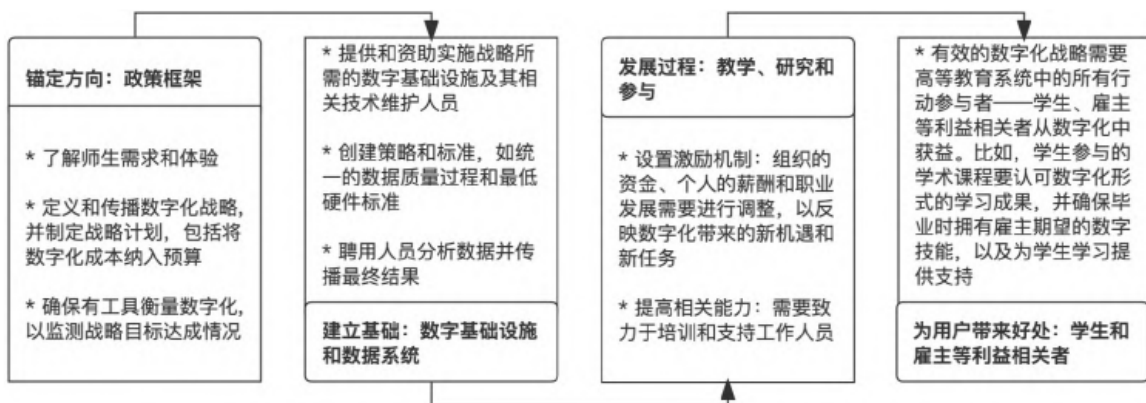 锚定方向：政策框架
* 了解师生需求和体验
* 定义和传播数字化战略，
并制定战略计划，包括将
数字化成本纳入预算
* 确保有工具衡量数字化，
以监测战略目标达成情况
* 提供和资助实施战略所
需的数字基础设施及其相
关技术维护人员
* 创建策略和标准，如统
一的数据质量过程和最低
硬件标准
* 聘用人员分析数据并传
播最终结果
建立基础：数字基础设施
和数据系统
发展过程：教学、研究和
参与
* 设置激励机制：组织的
资金、个人的薪酬和职业
发展需要进行调整，以反
映数字化带来的新机遇和
新任务
* 提高相关能力：需要致
力于培训和支持工作人员
* 有效的数字化战略需要
高等教育系统中的所有行
动参与者——学生、雇主
等利益相关者从数字化中
获益。比如，学生参与的
学术课程要认可数字化形
式的学习成果，并确保毕
业时拥有雇主期望的数字
技能，以及为学生学习提
供支持
为用户带来好处：学生和
雇主等利益相关者